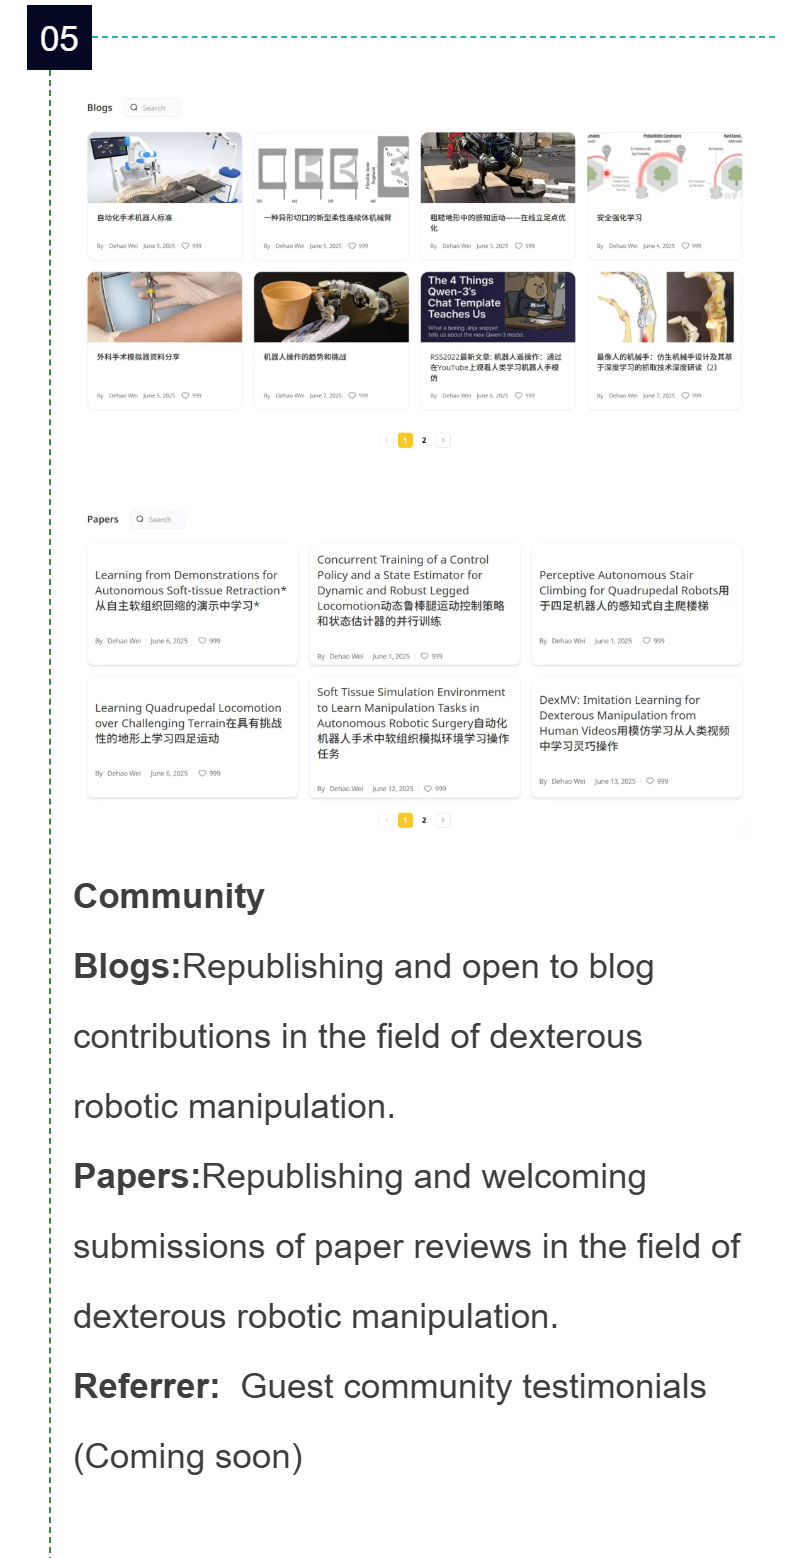 05
Blogs
Search
自动化手术机器人标准
By Dehao Wei June 5, 2025 999
一种异形切口的新型柔性连续体机械臂
By Dehao Wei June 5, 2025 999
粗糙地形中的感知运动——在线立足点优
化
By Dehao Wei June 3, 2025 999
安全强化学习
By Dehao Wei June 4, 2025 999
外科手术模拟器资料分享
By Dehao Wei June 5, 2025 999
机器人操作的趋势和挑战
By Dehao Wei June 7, 2025 999
The 4 Things
Qwen-3's
Chat Template
Teaches Us
What a boring Jinja snippet
tells us about the new Qwen-3 model.
RSS2022最新文章: 机器人遥操作：通过
在YouTube上观看人类学习机器人手模
仿
By Dehao Wei June 6, 2025 999
最像人的机械手：仿生机械手设计及其基
于深度学习的抓取技术深度研读（2）
By Dehao Wei June 7, 2025 999
1 2
Papers
Search
Learning from Demonstrations for
Autonomous Soft-tissue Retraction*
从自主软组织回缩的演示中学习*
By Dehao Wei June 6, 2025 999
Concurrent Training of a Control
Policy and a State Estimator for
Dynamic and Robust Legged
Locomotion动态鲁棒腿运动控制策略
和状态估计器的并行训练
By Dehao Wei June 1, 2025 999
Perceptive Autonomous Stair
Climbing for Quadrupedal Robots用
于四足机器人的感知式自主爬楼梯
By Dehao Wei June 1, 2025 999
Learning Quadrupedal Locomotion
over Challenging Terrain在具有挑战
性的地形上学习四足运动
By Dehao Wei June 6, 2025 999
Soft Tissue Simulation Environment
to Learn Manipulation Tasks in
Autonomous Robotic Surgery自动化
机器人手术中软组织模拟环境学习操作
任务
By Dehao Wei June 12, 2025 999
DexMV: Imitation Learning for
Dexterous Manipulation from
Human Videos用模仿学习从人类视频
中学习灵巧操作
By Dehao Wei June 13, 2025 999
1 2
Community
Blogs:Republishing and open to blog
contributions in the field of dexterous
robotic manipulation.
Papers:Republishing and welcoming
submissions of paper reviews in the field of
dexterous robotic manipulation.
Referrer: Guest community testimonials
(Coming soon)